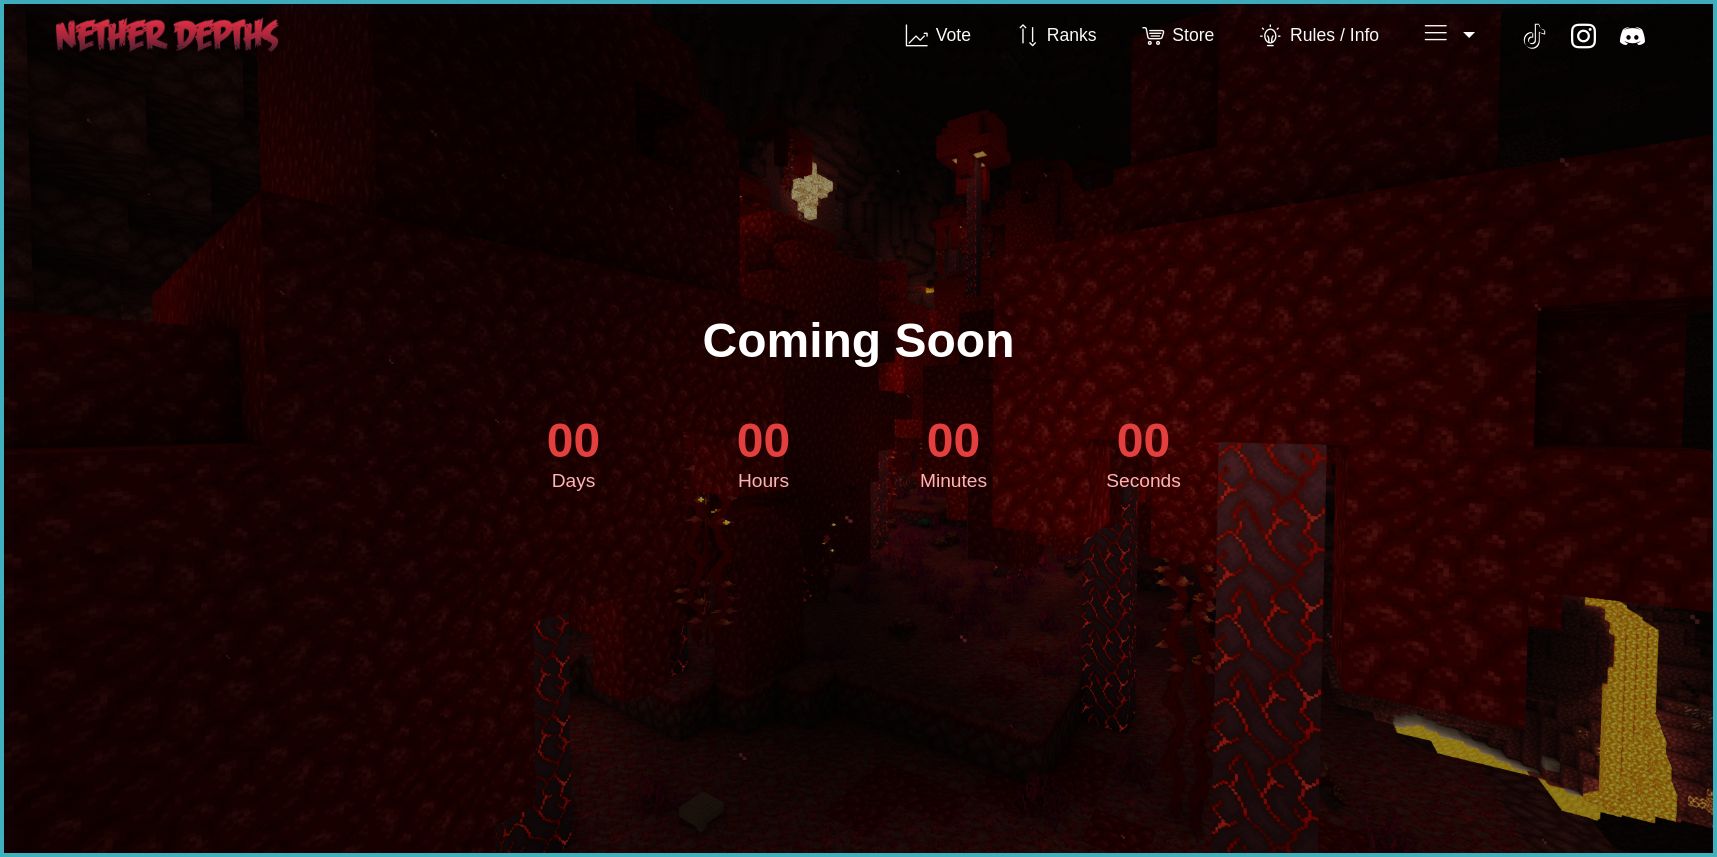 NETHER DEPTHS
Vote
Ranks
Store
Rules / Info
Coming Soon
00 00 00 00
Days Hours Minutes Seconds